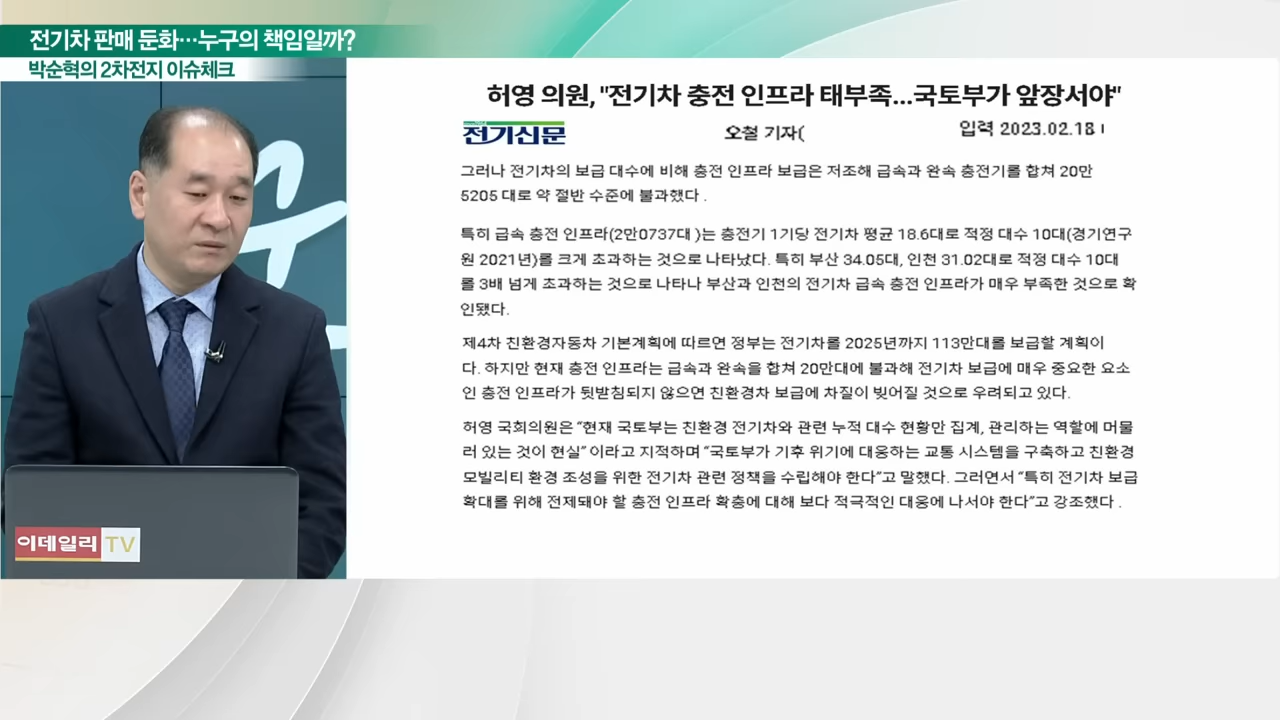 전기차 판매 둔화…누구의 책임일까?
박순혁의 2차전지 이슈체크
허영 의원, "전기차 충전 인프라 태부족...국토부가 앞장서야"
전기신문
오철 기자(
입력 2023.02.18
그러나 전기차의 보급 대수에 비해 충전 인프라 보급은 저조해 급속과 완속 충전기를 합쳐 20만
5205 대로 약 절반 수준에 불과했다 .
특히 급속 충전 인프라(2만0737대 )는 충전기 1기당 전기차 평균 18.6대로 적정 대수 10대(경기연구
원 2021년)를 크게 초과하는 것으로 나타났다. 특히 부산 34.05대, 인천 31.02대로 적정 대수 10대
를 3배 넘게 초과하는 것으로 나타나 부산과 인천의 전기차 급속 충전 인프라가 매우 부족한 것으로 확
인됐다.
제4차 친환경자동차 기본계획에 따르면 정부는 전기차를 2025년까지 113만대를 보급할 계획이
다. 하지만 현재 충전 인프라는 급속과 완속을 합쳐 20만대에 불과해 전기차 보급에 매우 중요한 요소
인 충전 인프라가 뒷받침되지 않으면 친환경차 보급에 차질이 빚어질 것으로 우려되고 있다.
허영 국회의원은 “현재 국토부는 친환경 전기차와 관련 누적 대수 현황만 집계, 관리하는 역할에 머물
러 있는 것이 현실” 이라고 지적하며 “국토부가 기후 위기에 대응하는 교통 시스템을 구축하고 친환경
모빌리티 환경 조성을 위한 전기차 관련 정책을 수립해야 한다”고 말했다. 그러면서 “특히 전기차 보급
확대를 위해 전제돼야 할 충전 인프라 확충에 대해 보다 적극적인 대응에 나서야 한다”고 강조했다 .
이데일리 TV